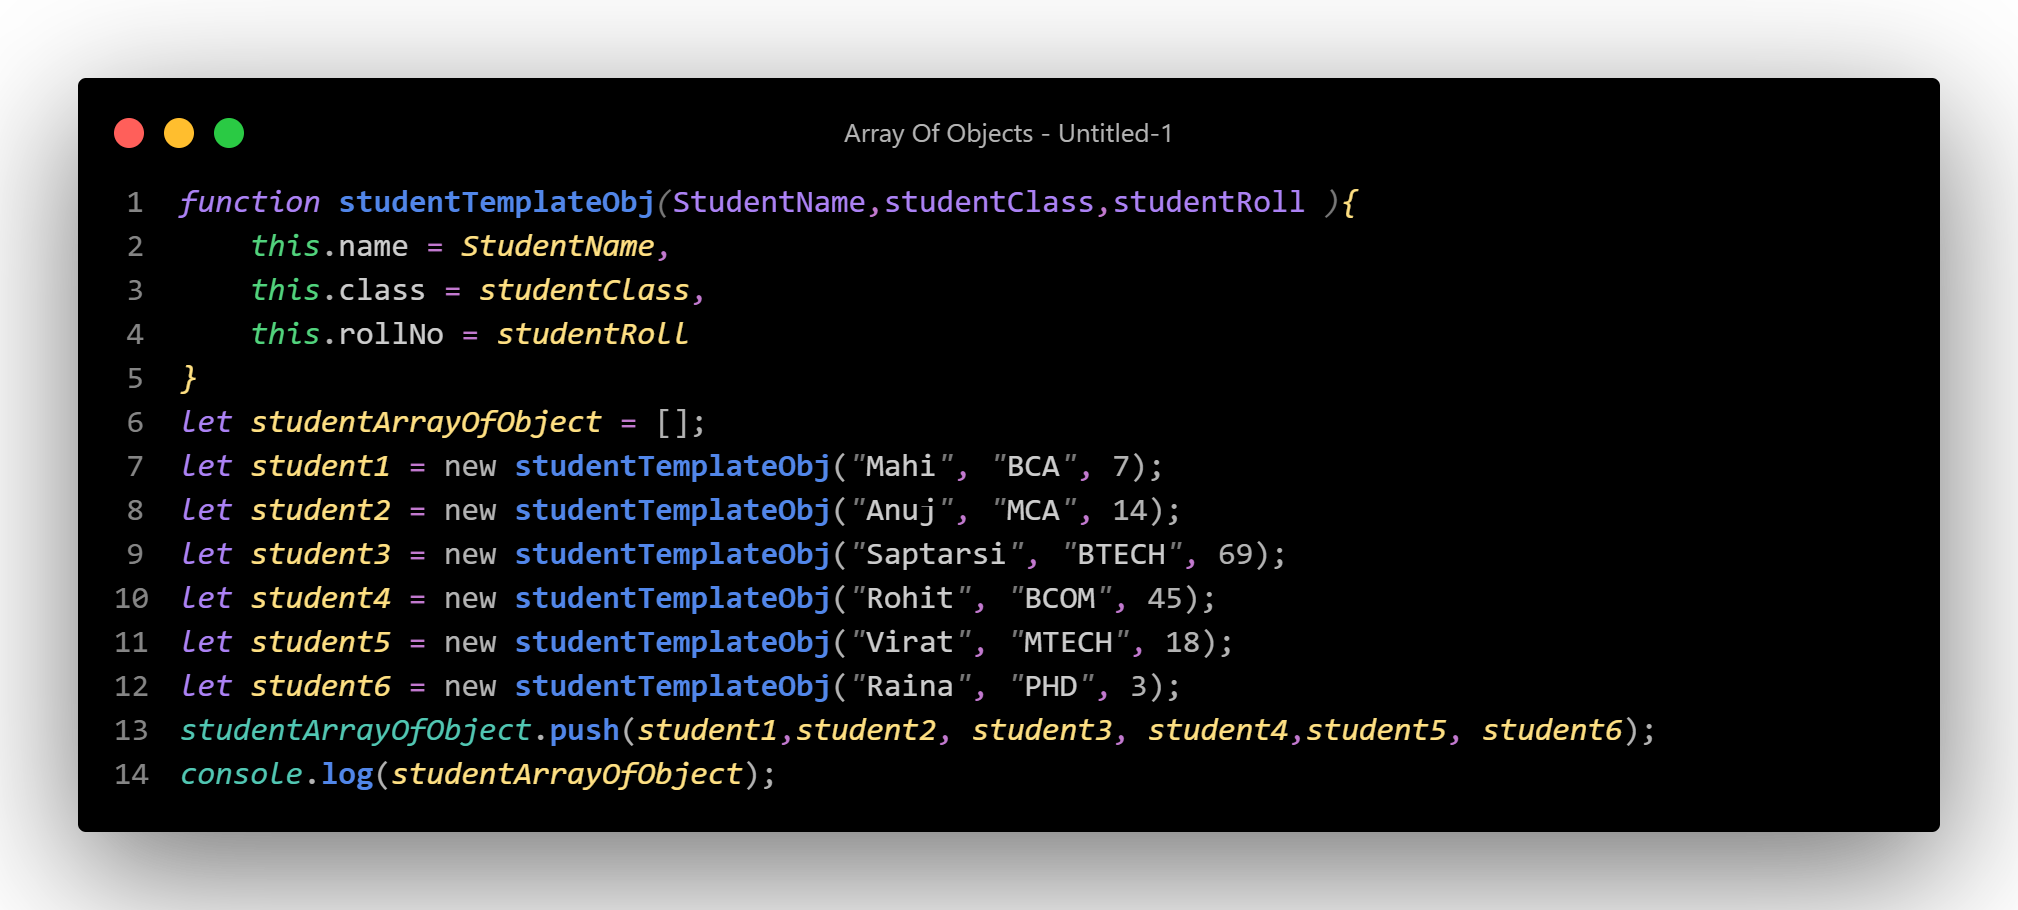 Array Of Objects - Untitled-1
1 function studentTemplateObj(StudentName,studentClass,studentRoll ){
2     this.name = StudentName,
3     this.class = studentClass,
4     this.rollNo = studentRoll
5 }
6 let studentArrayOfObject = [];
7 let student1 = new studentTemplateObj("Mahi", "BCA", 7);
8 let student2 = new studentTemplateObj("Anuj", "MCA", 14);
9 let student3 = new studentTemplateObj("Saptarsi", "BTECH", 69);
10 let student4 = new studentTemplateObj("Rohit", "BCOM", 45);
11 let student5 = new studentTemplateObj("Virat", "MTECH", 18);
12 let student6 = new studentTemplateObj("Raina", "PHD", 3);
13 studentArrayOfObject.push(student1,student2, student3, student4,student5, student6);
14 console.log(studentArrayOfObject);